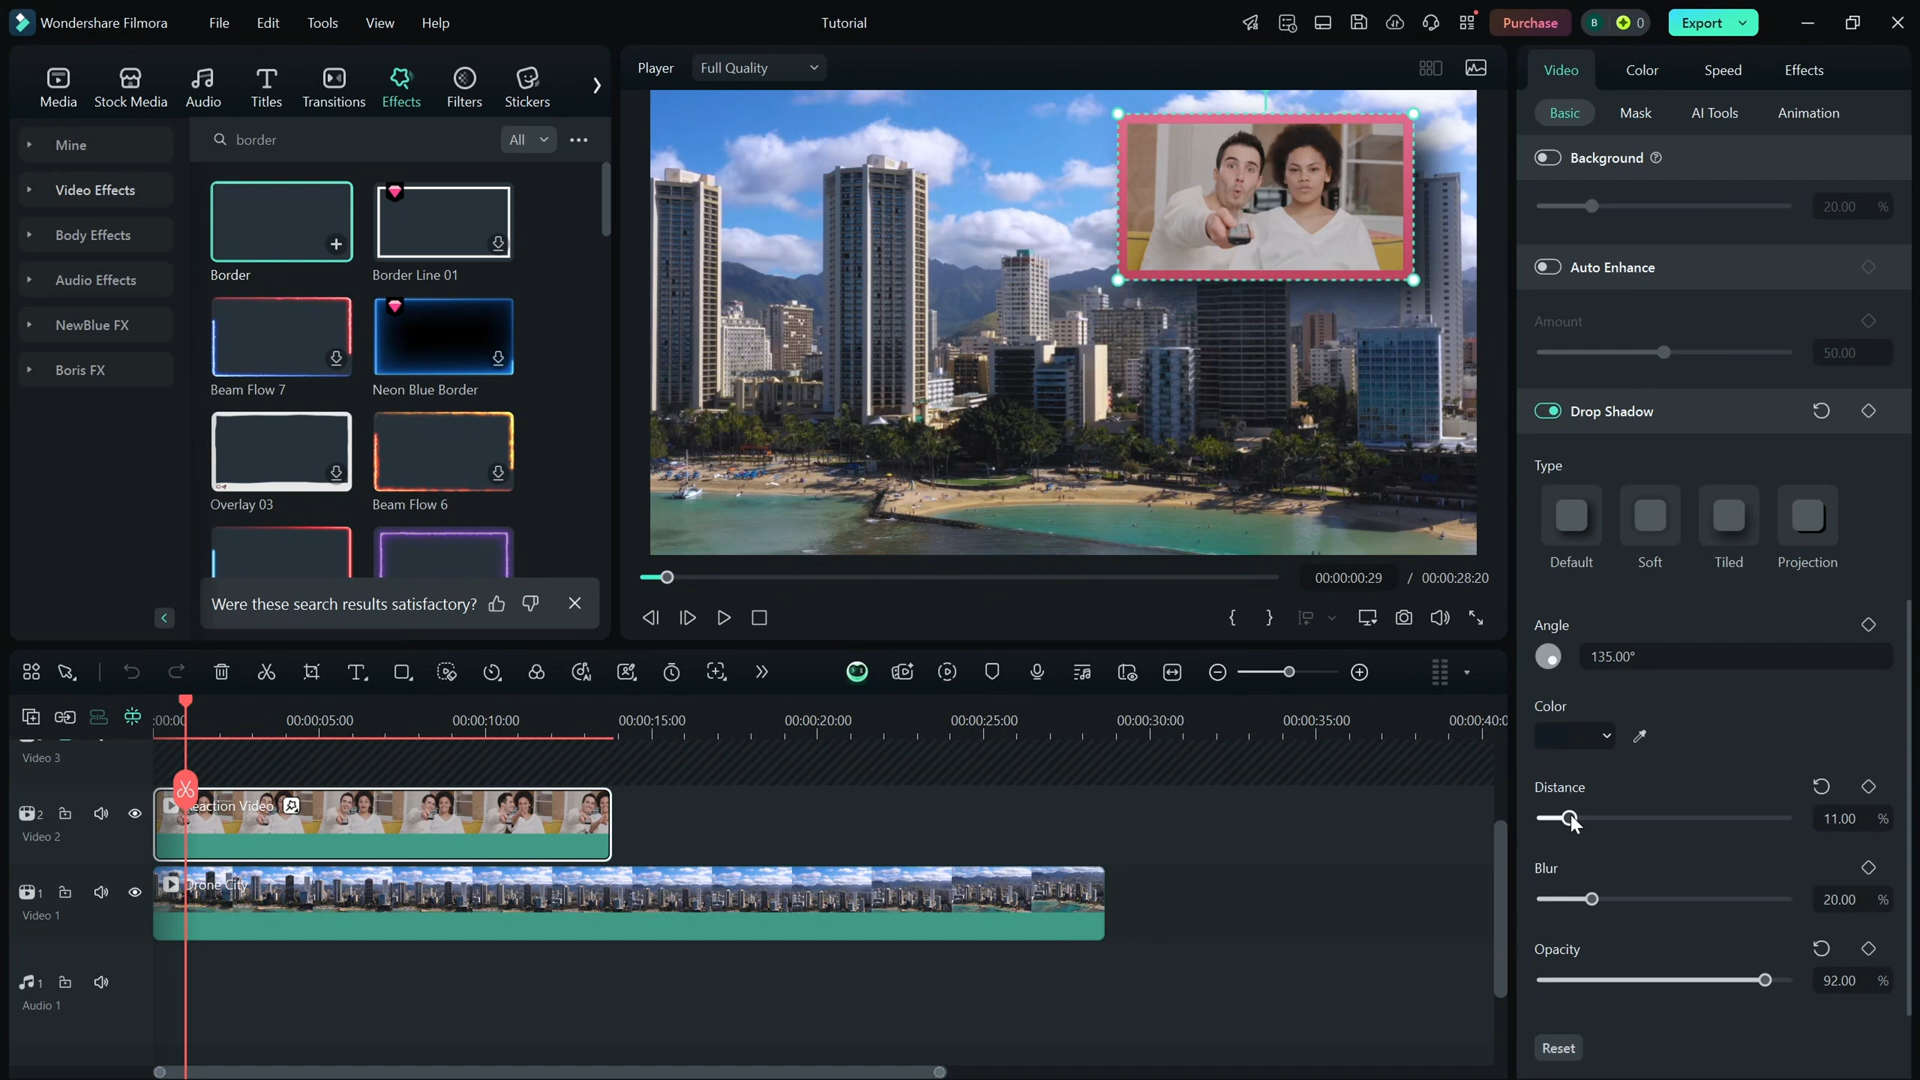 Wondershare Filmora
File
Edit
Tools
View
Help
Tutorial
Purchase
B
0
Export
Media
Stock Media
Audio
Titles
Transitions
Effects
Filters
Stickers
border
All
Mine
Video Effects
Body Effects
Audio Effects
NewBlue FX
Boris FX
Border
Border Line 01
Beam Flow 7
Neon Blue Border
Overlay 03
Beam Flow 6
Were these search results satisfactory?
Player
Full Quality
00:00:00:29 / 00:00:28:20
Video
Color
Speed
Effects
Basic
Mask
AI Tools
Animation
Background
20.00 %
Auto Enhance
Amount
50.00
Drop Shadow
Type
Default
Soft
Tiled
Projection
Angle
135.00°
Color
Distance
11.00 %
Blur
20.00 %
Opacity
92.00 %
Reset
:00:00
00:00:05:00
00:00:10:00
00:00:15:00
00:00:20:00
00:00:25:00
00:00:30:00
00:00:35:00
00:00:40:0
Video 3
2
Video 2
eaction Video
1
Video 1
Drone City
1
Audio 1